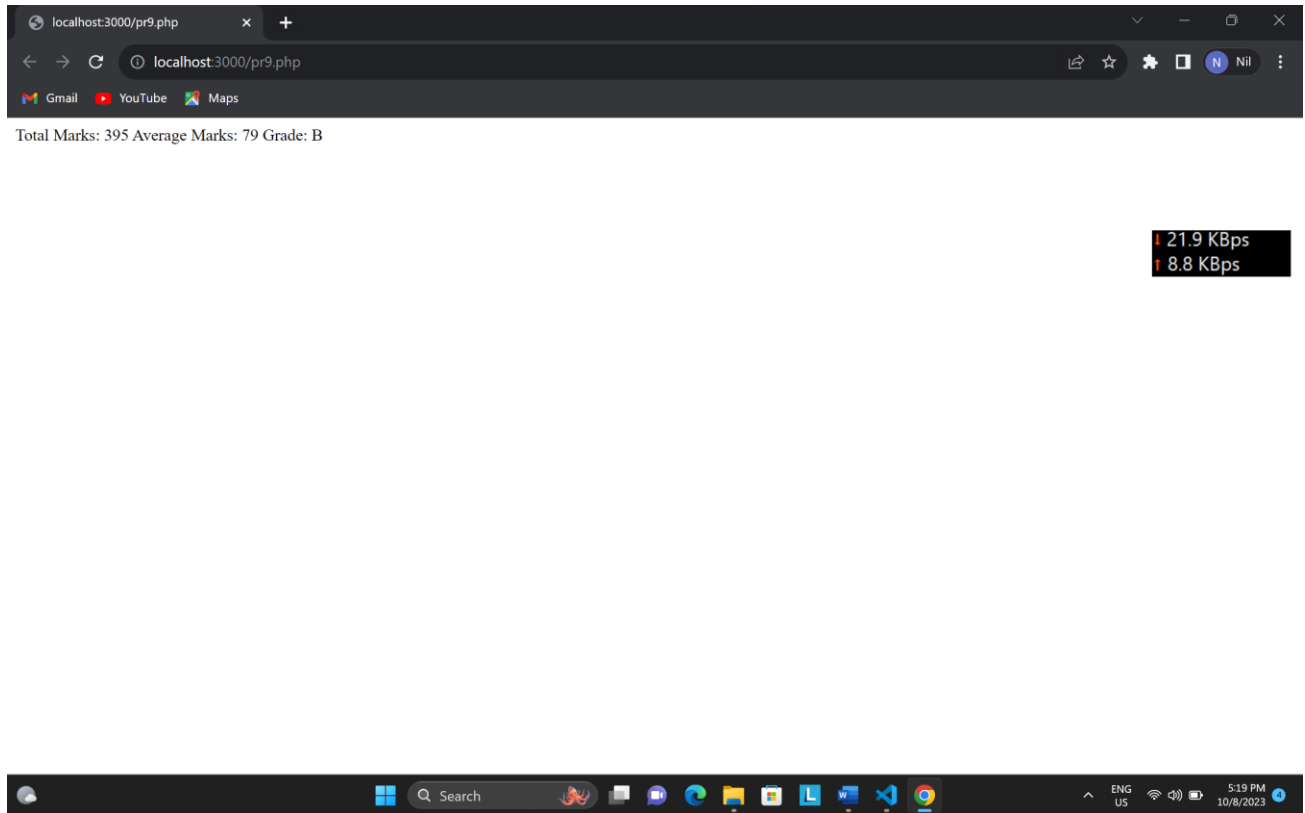 localhost:3000/pr9.php
localhost:3000/pr9.php
N Nil
Gmail YouTube Maps
Total Marks: 395 Average Marks: 79 Grade: B
21.9 KBps
8.8 KBps
Search
L
W
ENG
US
5:19 PM
10/8/2023
4